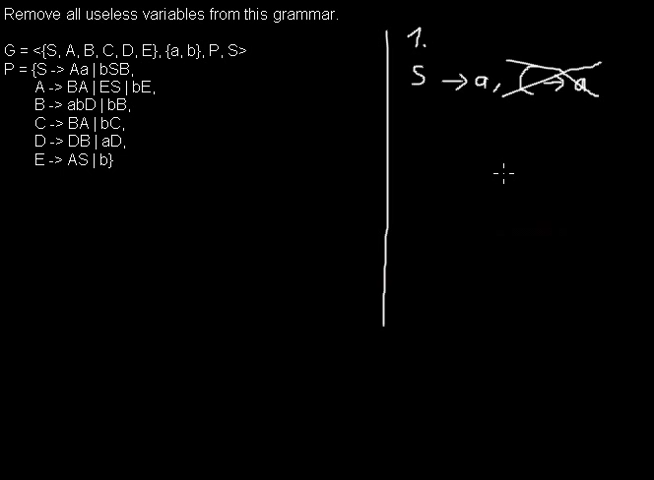 Remove all useless variables from this grammar.
G = <{S, A, B, C, D, E}, {a, b}, P, S>
P = {S -> Aa | bSB,
A -> BA | ES | bE,
B -> abD | bB,
C -> BA | bC,
D -> DB | aD,
E -> AS | b}
1.
S → a, C → a